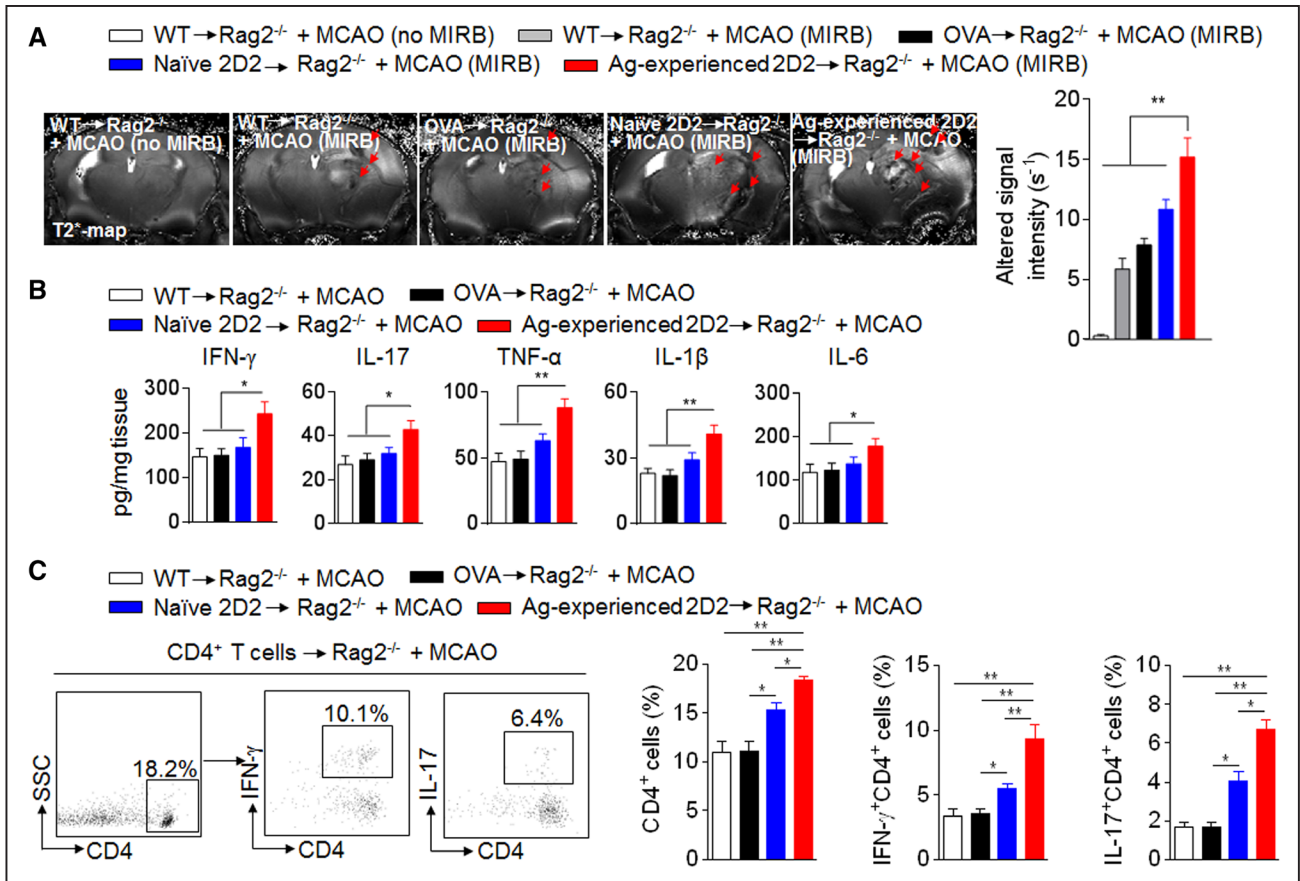 A
WT→Rag2-/- + MCAO (no MIRB) WT→Rag2-/- + MCAO (MIRB) OVA→Rag2-/- + MCAO (MIRB)
Naïve 2D2→ Rag2-/- + MCAO (MIRB) Ag-experienced 2D2→Rag2-/- + MCAO (MIRB)
WT→Rag2-/-
+ MCAO (no MIRB)
T2*-map
WT→Rag2-/-
+ MCAO (MIRB)
OVA→Rag2-/-
+ MCAO (MIRB)
Naïve 2D2→Rag2-/-
+ MCAO (MIRB)
Ag-experienced 2D2
→Rag2-/- + MCAO
(MIRB)
Altered signal
intensity (s-1)
20
15
10
5
0
**
B
WT→Rag2-/- + MCAO OVA→Rag2-/- + MCAO
Naïve 2D2→ Rag2-/- + MCAO Ag-experienced 2D2→Rag2-/- + MCAO
pg/mg tissue
IFN-γ
300
200
100
0
*
IL-17
60
40
20
0
*
TNF-α
100
50
0
**
IL-1β
60
30
0
**
IL-6
300
200
100
0
*
C
WT→Rag2-/- + MCAO OVA→Rag2-/- + MCAO
Naïve 2D2→ Rag2-/- + MCAO Ag-experienced 2D2→Rag2-/- + MCAO
CD4+ T cells → Rag2-/- + MCAO
SSC
18.2%
CD4
IFN-γ
10.1%
CD4
IL-17
6.4%
CD4
CD4+ cells (%)
20
15
10
5
0
**
**
*
*
IFN-γ+CD4+ cells (%)
15
10
5
0
**
**
**
*
IL-17+CD4+ cells (%)
10
8
6
4
2
0
**
**
*
*